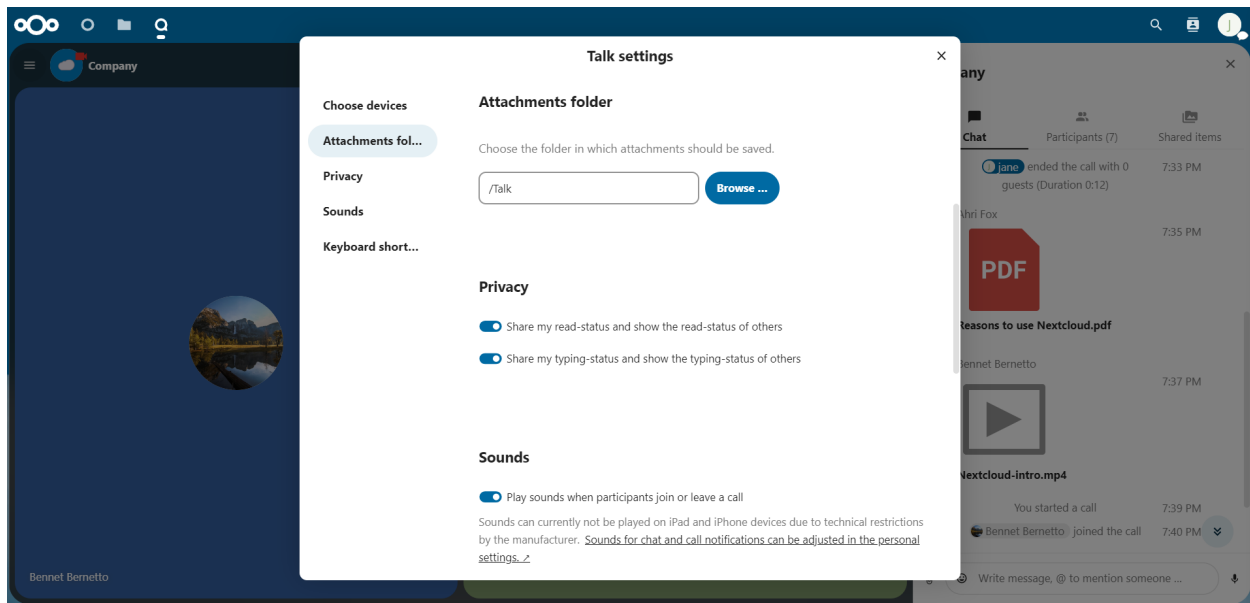 J
Company
Talk settings
any
Choose devices
Attachments fol...
Privacy
Sounds
Keyboard short...
Attachments folder
Choose the folder in which attachments should be saved.
/Talk
Browse ...
Privacy
Share my read-status and show the read-status of others
Share my typing-status and show the typing-status of others
Sounds
Play sounds when participants join or leave a call
Sounds can currently not be played on iPad and iPhone devices due to technical restrictions
by the manufacturer. Sounds for chat and call notifications can be adjusted in the personal
settings. ↗
Chat
Participants (7)
Shared items
jane ended the call with 0
guests (Duration 0:12)
7:33 PM
Ahri Fox
7:35 PM
PDF
Reasons to use Nextcloud.pdf
Bennet Bernetto
7:37 PM
Nextcloud-intro.mp4
You started a call
7:39 PM
Bennet Bernetto joined the call
7:40 PM
Write message, @ to mention someone ...
Bennet Bernetto